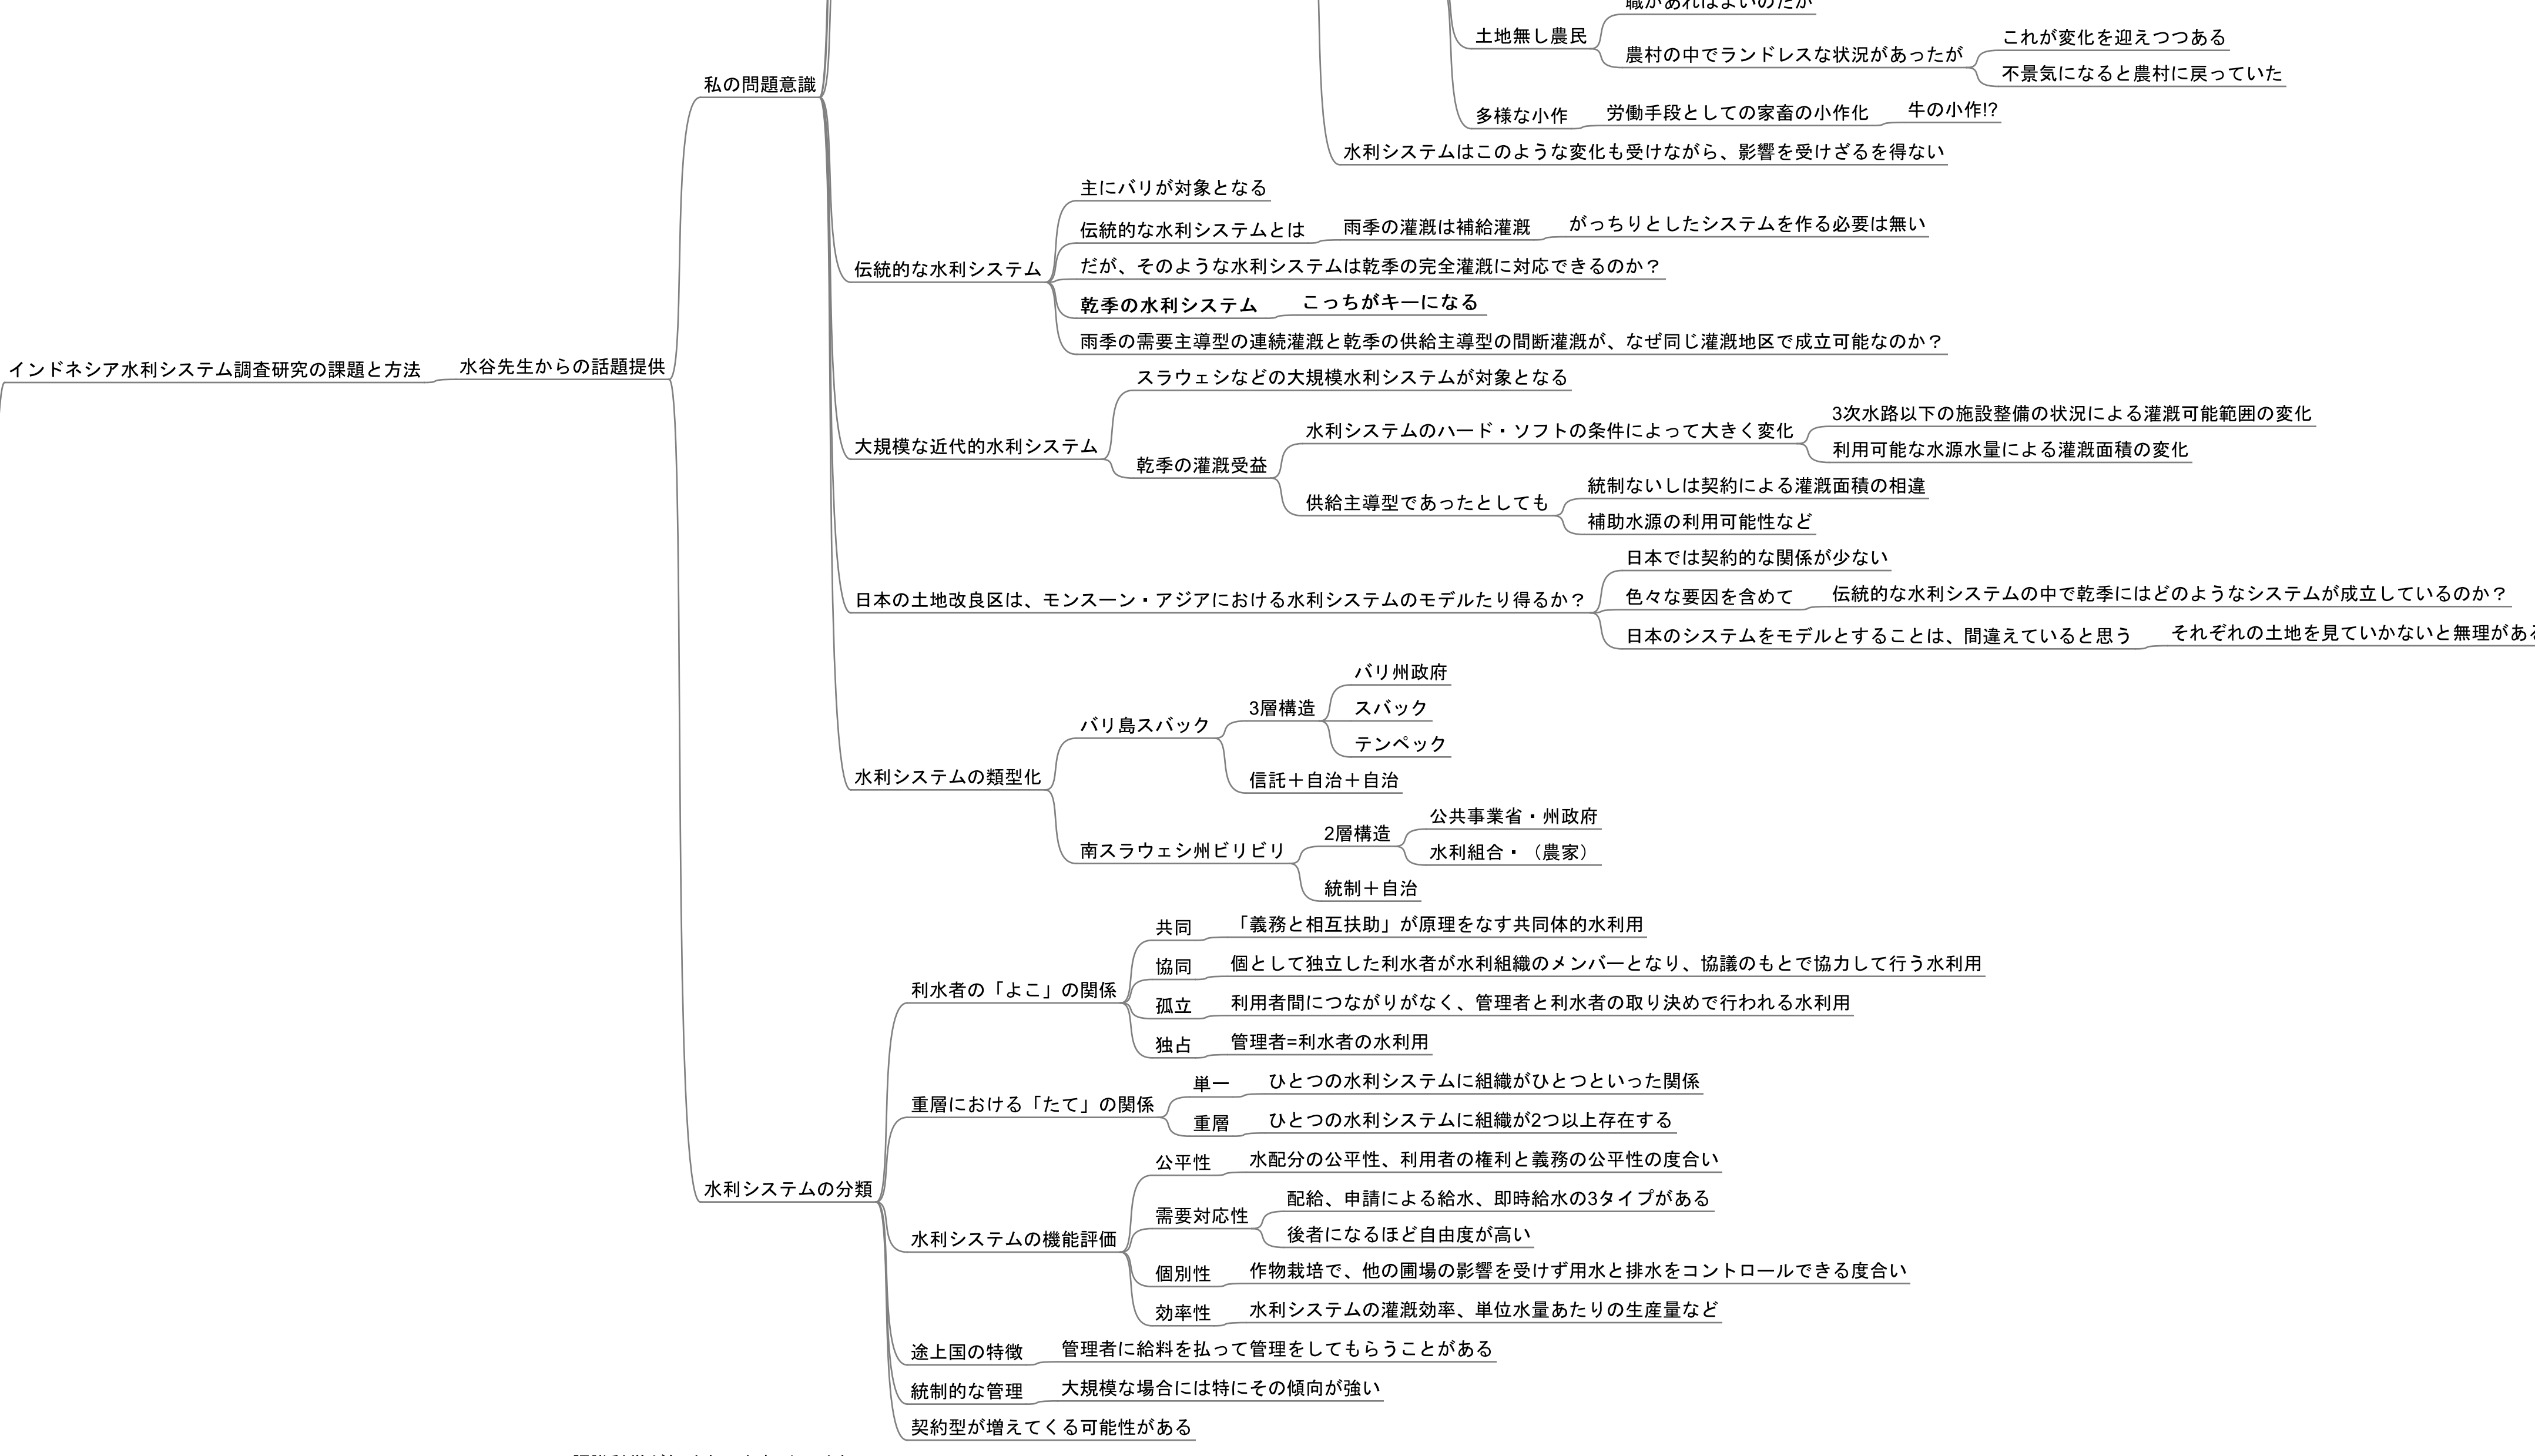 職があればよいのだが
土地無し農民
農村の中でランドレスな状況があったが
これが変化を迎えつつある
不景気になると農村に戻っていた
私の問題意識
多様な小作
労働手段としての家畜の小作化
牛の小作!?
水利システムはこのような変化も受けながら、影響を受けざるを得ない
主にバリが対象となる
伝統的な水利システムとは
雨季の灌漑は補給灌漑
がっちりとしたシステムを作る必要は無い
伝統的な水利システム
だが、そのような水利システムは乾季の完全灌漑に対応できるのか？
乾季の水利システム
こっちがキーになる
雨季の需要主導型の連続灌漑と乾季の供給主導型の間断灌漑が、なぜ同じ灌漑地区で成立可能なのか？
インドネシア水利システム調査研究の課題と方法
水谷先生からの話題提供
スラウェシなどの大規模水利システムが対象となる
大規模な近代的水利システム
乾季の灌漑受益
水利システムのハード・ソフトの条件によって大きく変化
3次水路以下の施設整備の状況による灌漑可能範囲の変化
利用可能な水源水量による灌漑面積の変化
供給主導型であったとしても
統制ないしは契約による灌漑面積の相違
補助水源の利用可能性など
日本の土地改良区は、モンスーン・アジアにおける水利システムのモデルたり得るか？
日本では契約的な関係が少ない
色々な要因を含めて
伝統的な水利システムの中で乾季にはどのようなシステムが成立しているのか？
日本のシステムをモデルとすることは、間違えていると思う
それぞれの土地を見ていかないと無理がある
水利システムの類型化
バリ島スバック
3層構造
バリ州政府
スバック
テンペック
信託＋自治＋自治
南スラウェシ州ビリビリ
2層構造
公共事業省・州政府
水利組合・（農家）
統制＋自治
水利システムの分類
利水者の「よこ」の関係
共同
「義務と相互扶助」が原理をなす共同体的水利用
協同
個として独立した利水者が水利組織のメンバーとなり、協議のもとで協力して行う水利用
孤立
利用者間につながりがなく、管理者と利水者の取り決めで行われる水利用
独占
管理者=利水者の水利用
重層における「たて」の関係
単一
ひとつの水利システムに組織がひとつといった関係
重層
ひとつの水利システムに組織が2つ以上存在する
水利システムの機能評価
公平性
水配分の公平性、利用者の権利と義務の公平性の度合い
需要対応性
配給、申請による給水、即時給水の3タイプがある
後者になるほど自由度が高い
個別性
作物栽培で、他の圃場の影響を受けず用水と排水をコントロールできる度合い
効率性
水利システムの灌漑効率、単位水量あたりの生産量など
途上国の特徴
管理者に給料を払って管理をしてもらうことがある
統制的な管理
大規模な場合には特にその傾向が強い
契約型が増えてくる可能性がある